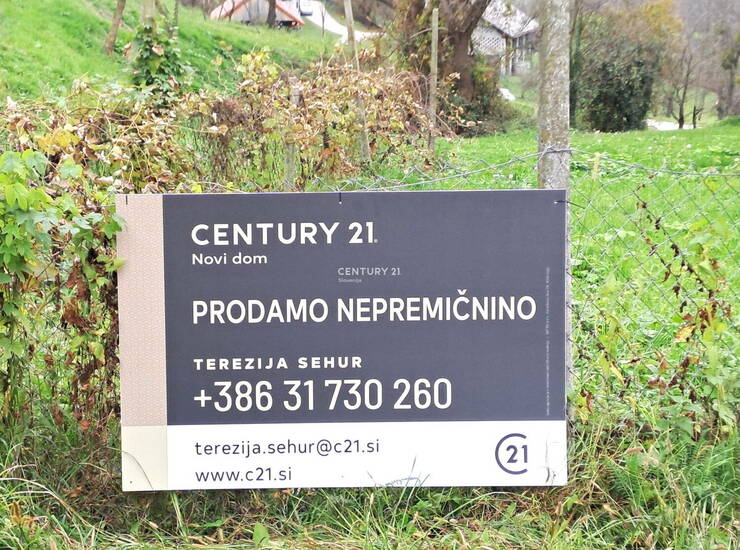 CENTURY 21®
Novi dom
CENTURY 21
Slovenija
PRODAMO NEPREMIČNINO
TEREZIJA SEHUR
+386 31 730 260
terezija.sehur@c21.si
www.c21.si
C21